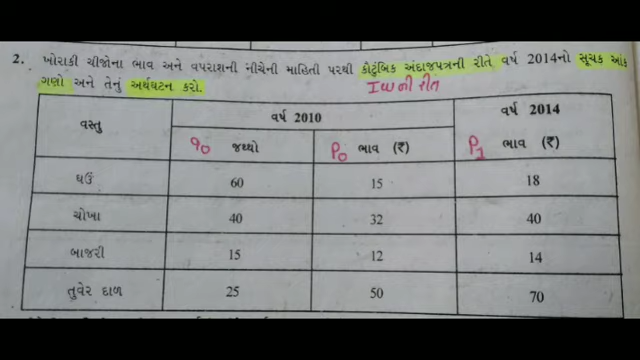 2. ખોરાકી ચીજોના ભાવ અને વપરાશની નીચેની માહિતી પરથી કૌટુંબિક અંદાજપત્રની રીતે વર્ષ 2014નો સૂચક આંક
ગણો અને તેનું અર્થઘટન કરો. IW ની રીત
વસ્તુ વર્ષ 2010 વર્ષ 2014
q0 જથ્થો P0 ભાવ (₹) P1 ભાવ (₹)
ઘઉં 60 15 18
ચોખા 40 32 40
બાજરી 15 12 14
તુવેર દાળ 25 50 70